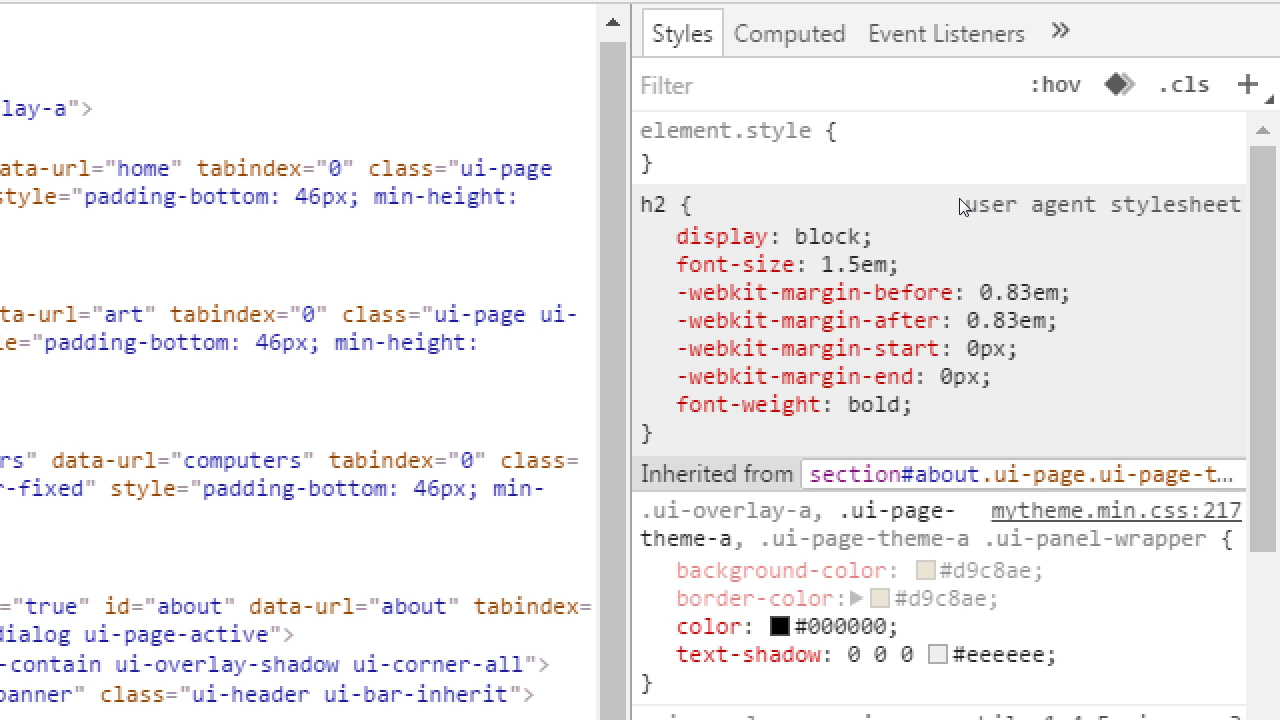 lay-a">
ata-url="home" tabindex="0" class="ui-page
style="padding-bottom: 46px; min-height:
ta-url="art" tabindex="0" class="ui-page ui-
le="padding-bottom: 46px; min-height:
rs" data-url="computers" tabindex="0" class=
r-fixed" style="padding-bottom: 46px; min-
="true" id="about" data-url="about" tabindex=
dialog ui-page-active">
-contain ui-overlay-shadow ui-corner-all">
banner" class="ui-header ui-bar-inherit">
Styles Computed Event Listeners »
Filter :hov .cls +
element.style {
}
h2 { user agent stylesheet
display: block;
font-size: 1.5em;
-webkit-margin-before: 0.83em;
-webkit-margin-after: 0.83em;
-webkit-margin-start: 0px;
-webkit-margin-end: 0px;
font-weight: bold;
}
Inherited from section#about.ui-page.ui-page-t…
.ui-overlay-a, .ui-page- mytheme.min.css:217
theme-a, .ui-page-theme-a .ui-panel-wrapper {
background-color: #d9c8ae;
border-color: #d9c8ae;
color: #000000;
text-shadow: 0 0 0 #eeeeee;
}